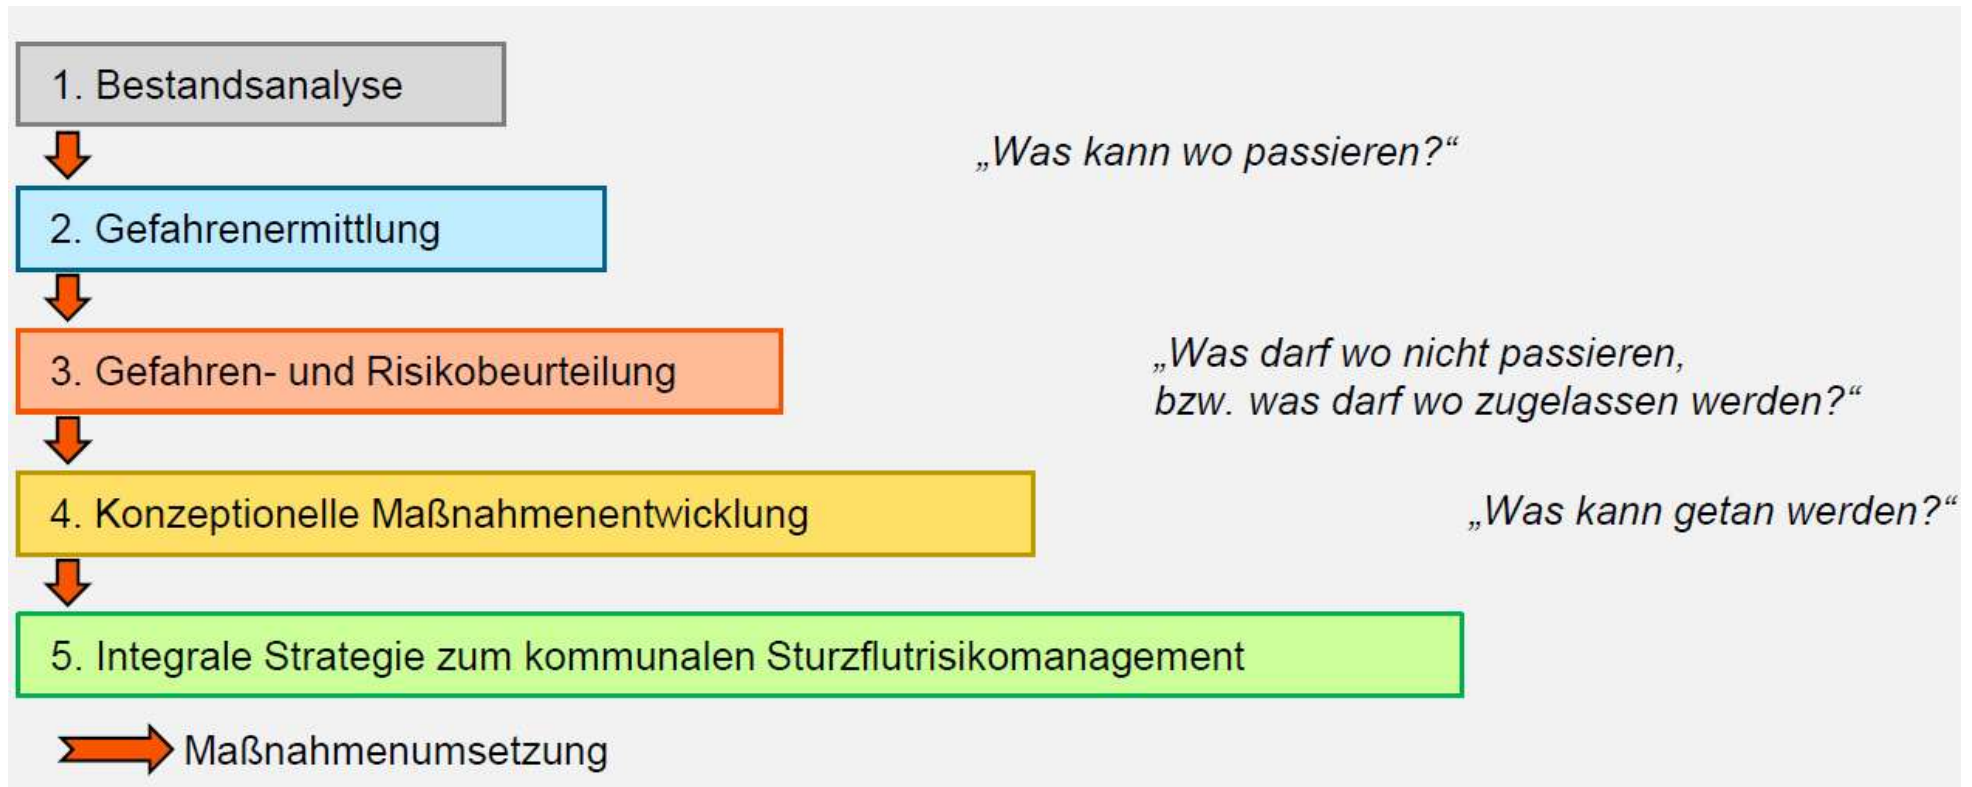 1. Bestandsanalyse
„Was kann wo passieren?“
2. Gefahrenermittlung
3. Gefahren- und Risikobeurteilung
„Was darf wo nicht passieren,
bzw. was darf wo zugelassen werden?“
4. Konzeptionelle Maßnahmenentwicklung
„Was kann getan werden?“
5. Integrale Strategie zum kommunalen Sturzflutrisikomanagement
Maßnahmenumsetzung